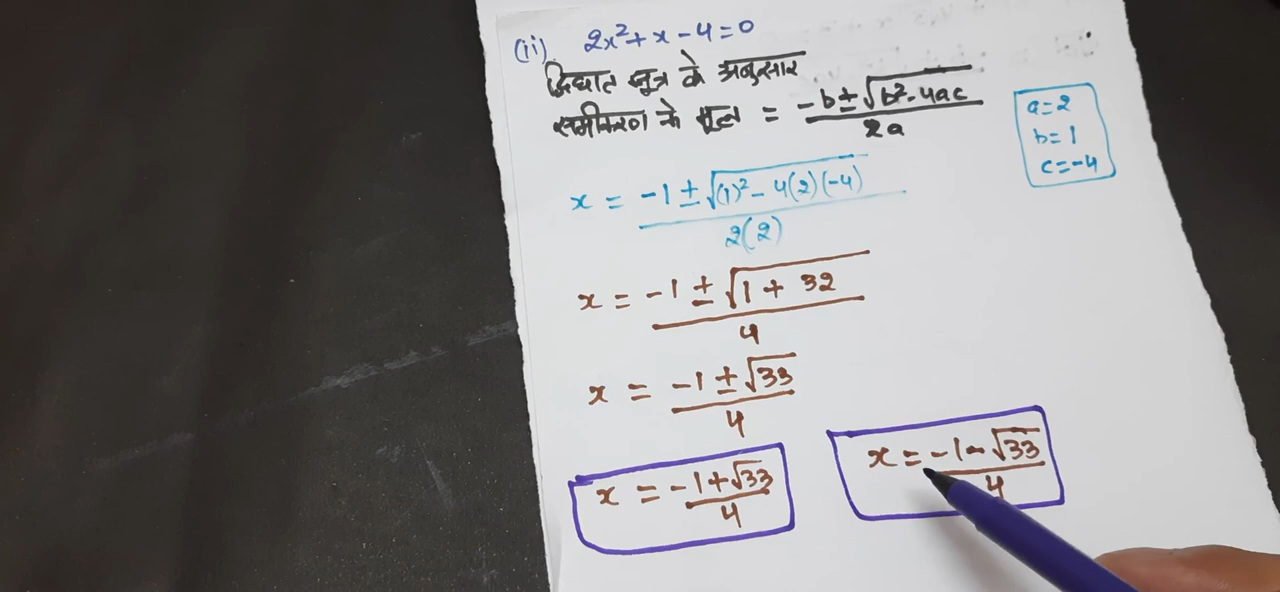 (ii) 2x²+x-4=0
द्विघात सूत्र के अनुसार
समीकरण के मूल = -b±√b²-4ac / 2a
a=2
b=1
c=-4
x = -1±√(1)²-4(2)(-4) / 2(2)
x = -1±√1+32 / 4
x = -1±√33 / 4
x = -1+√33 / 4
x = -1-√33 / 4